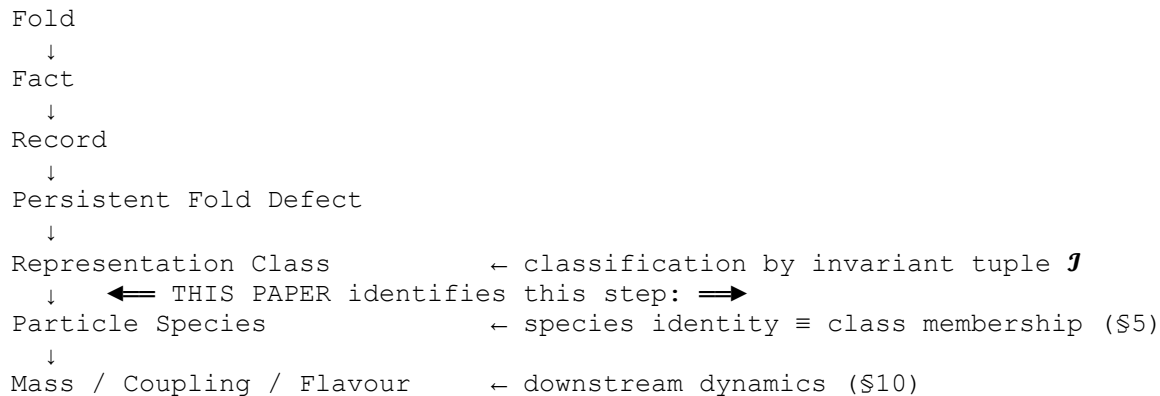 Fold
↓
Fact
↓
Record
↓
Persistent Fold Defect
↓
Representation Class ← classification by invariant tuple 𝓘
↓ ◄══ THIS PAPER identifies this step: ══►
Particle Species ← species identity ≡ class membership (§5)
↓
Mass / Coupling / Flavour ← downstream dynamics (§10)